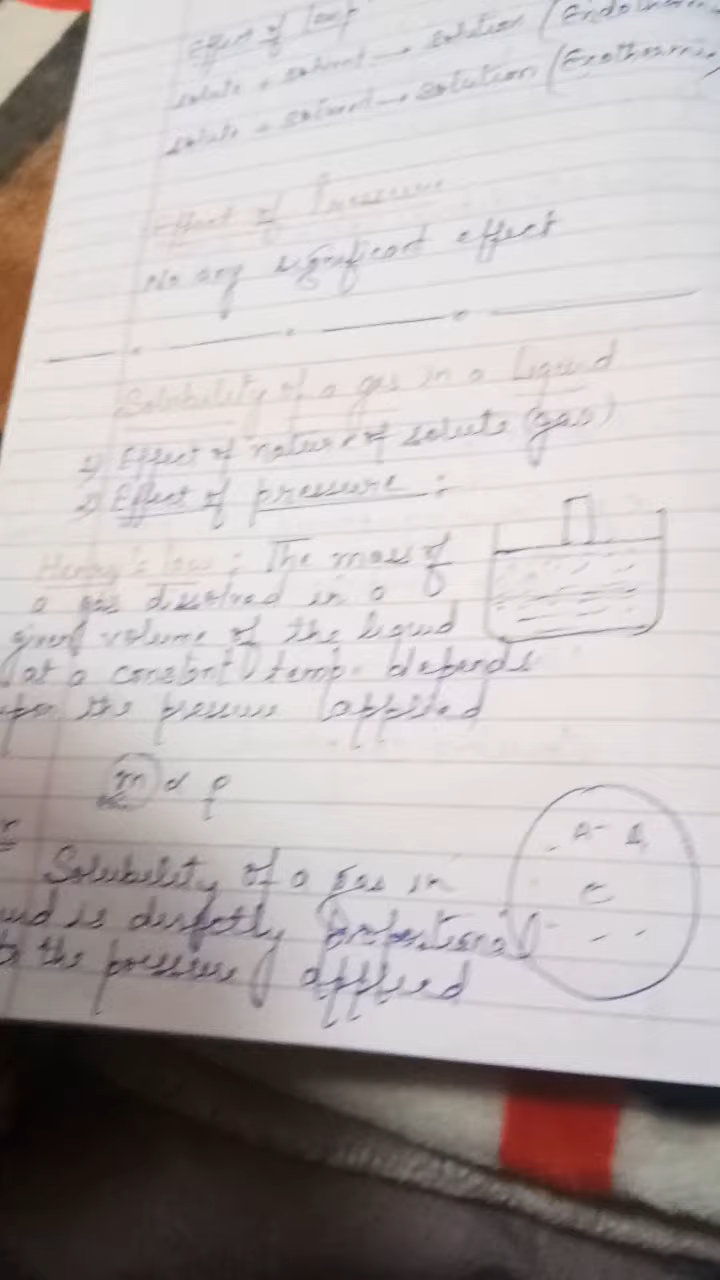 Effect of Temp
solute + solvent → solution (Endotherm
solute + solvent → solution (Exothermi
Effect of Pressure
No any significant effect
Solubility of a gas in a Liquid
1) Effect of nature of solute (gas)
2) Effect of pressure :
Henry's law : The mass of
a gas dissolved in a
given volume of the liquid
at a constant temp. depends
upon the pressure applied
m ∝ p
Solubility of a gas in
uid is directly proportional
to the pressure applied